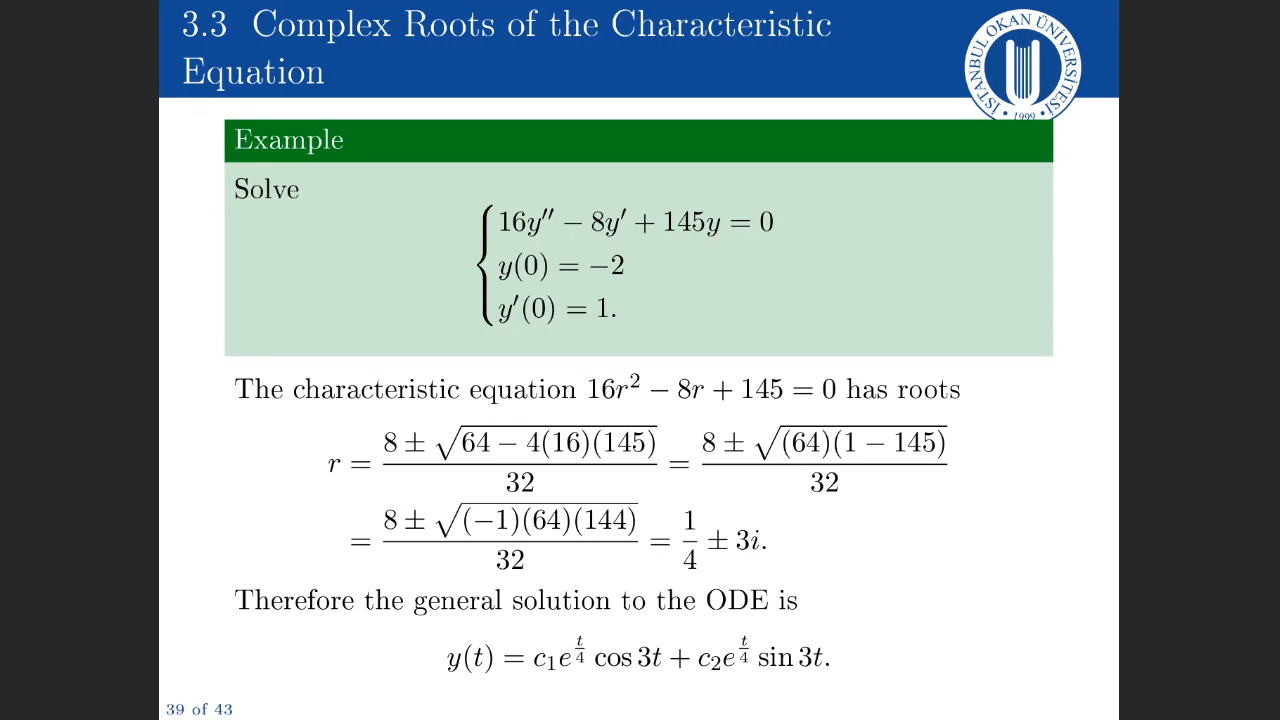 3.3 Complex Roots of the Characteristic
Equation
İSTANBUL OKAN ÜNİVERSİTESİ
• 1999 •
Example
Solve
16y″ − 8y′ + 145y = 0
y(0) = −2
y′(0) = 1.
The characteristic equation 16r² − 8r + 145 = 0 has roots
r = (8 ± √(64 − 4(16)(145)))/32 = (8 ± √((64)(1 − 145)))/32
= (8 ± √((−1)(64)(144)))/32 = 1/4 ± 3i.
Therefore the general solution to the ODE is
y(t) = c₁e^(t/4) cos 3t + c₂e^(t/4) sin 3t.
39 of 43